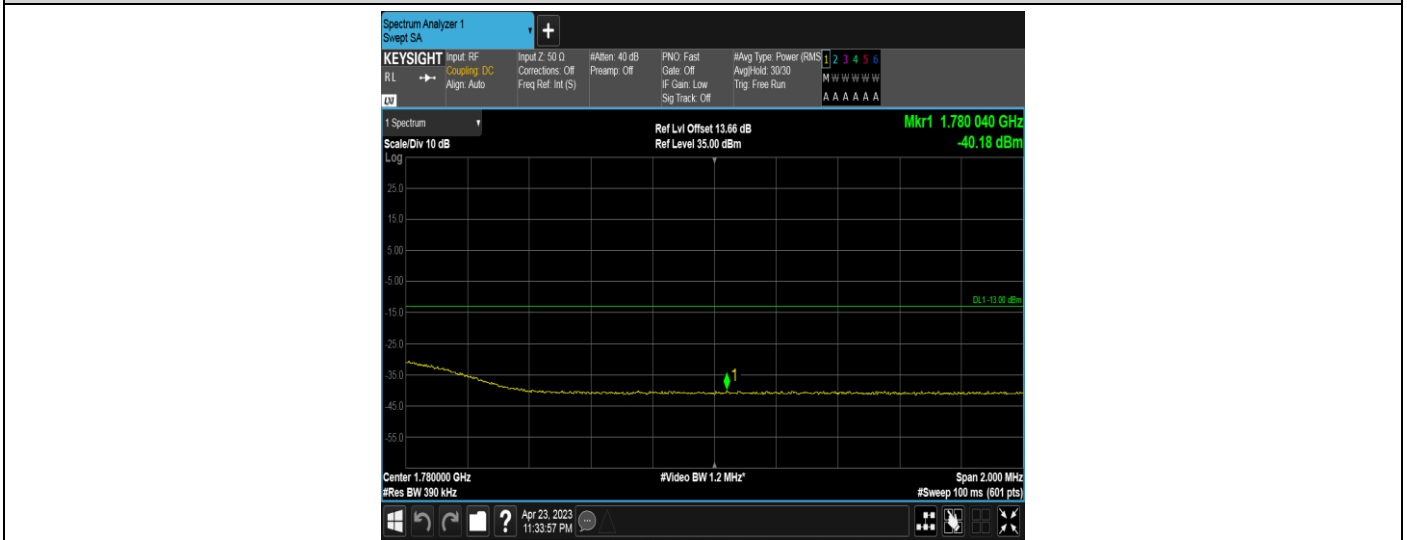 Spectrum Analyzer 1
Swept SA
+
KEYSIGHT
RL
LXI
Input: RF
Coupling: DC
Align: Auto
Input Z: 50 Ω
Corrections: Off
Freq Ref: Int (S)
#Atten: 40 dB
Preamp: Off
PNO: Fast
Gate: Off
IF Gain: Low
Sig Track: Off
#Avg Type: Power (RMS
Avg|Hold: 30/30
Trig: Free Run
1 2 3 4 5 6
M W W W W W
A A A A A A
1 Spectrum
Scale/Div 10 dB
Ref Lvl Offset 13.66 dB
Ref Level 35.00 dBm
Mkr1 1.780 040 GHz
-40.18 dBm
Log
25.0
15.0
5.00
-5.00
-15.0
-25.0
-35.0
-45.0
-55.0
DL1 -13.00 dBm
1
Center 1.780000 GHz
#Res BW 390 kHz
#Video BW 1.2 MHz*
Span 2.000 MHz
#Sweep 100 ms (601 pts)
?
Apr 23, 2023
11:33:57 PM